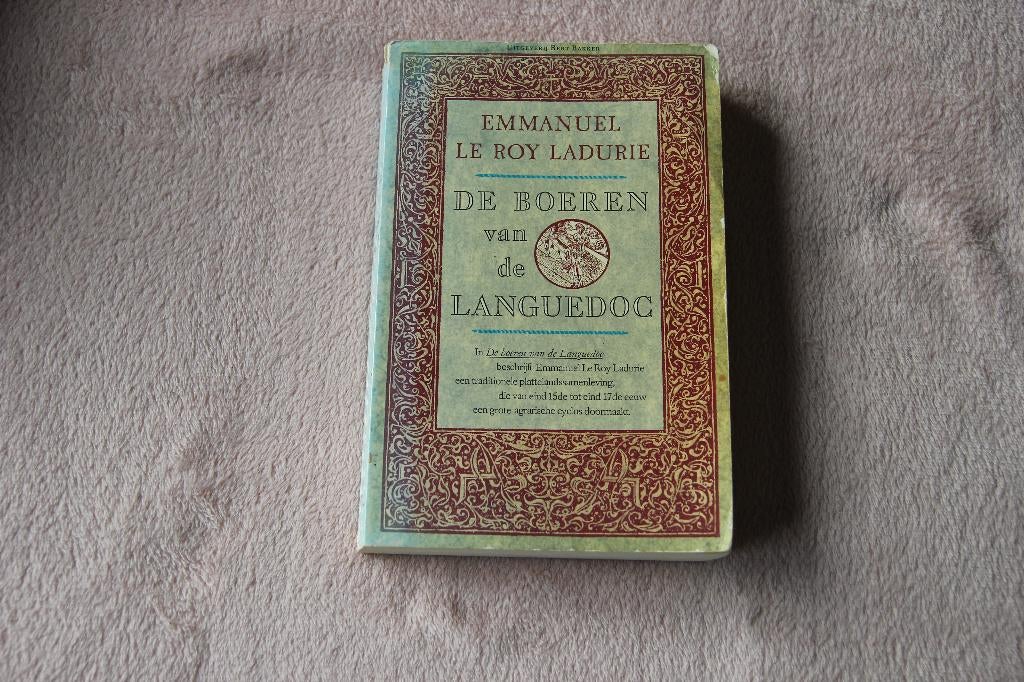 UITGEVERIJ BERT BAKKER
EMMANUEL
LE ROY LADURIE
DE BOEREN
van
de
LANGUEDOC
In De boeren van de Languedoc
beschrijft Emmanuel Le Roy Ladurie
een traditionele plattelandssamenleving,
die van eind 15de tot eind 17de eeuw
een grote agrarische cyclus doormaakt.